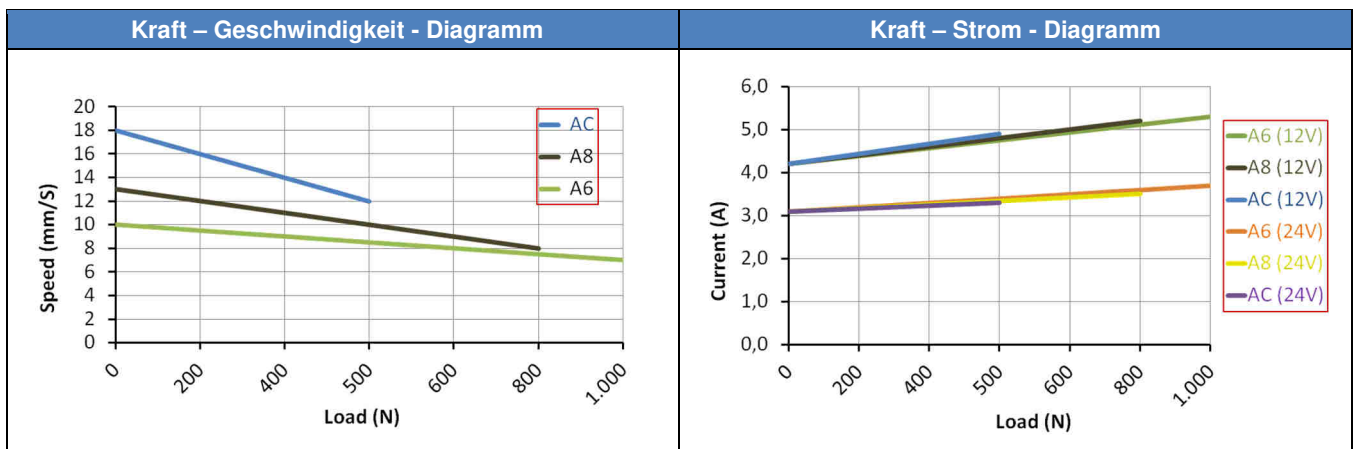 Kraft – Geschwindigkeit - Diagramm
Kraft – Strom - Diagramm
20
18
16
14
12
10
8
6
4
2
0
Speed (mm/S)
AC
A8
A6
0
200
400
500
600
800
1.000
Load (N)
6,0
5,0
4,0
3,0
2,0
1,0
0,0
Current (A)
A6 (12V)
A8 (12V)
AC (12V)
A6 (24V)
A8 (24V)
AC (24V)
0
200
400
500
600
800
1.000
Load (N)